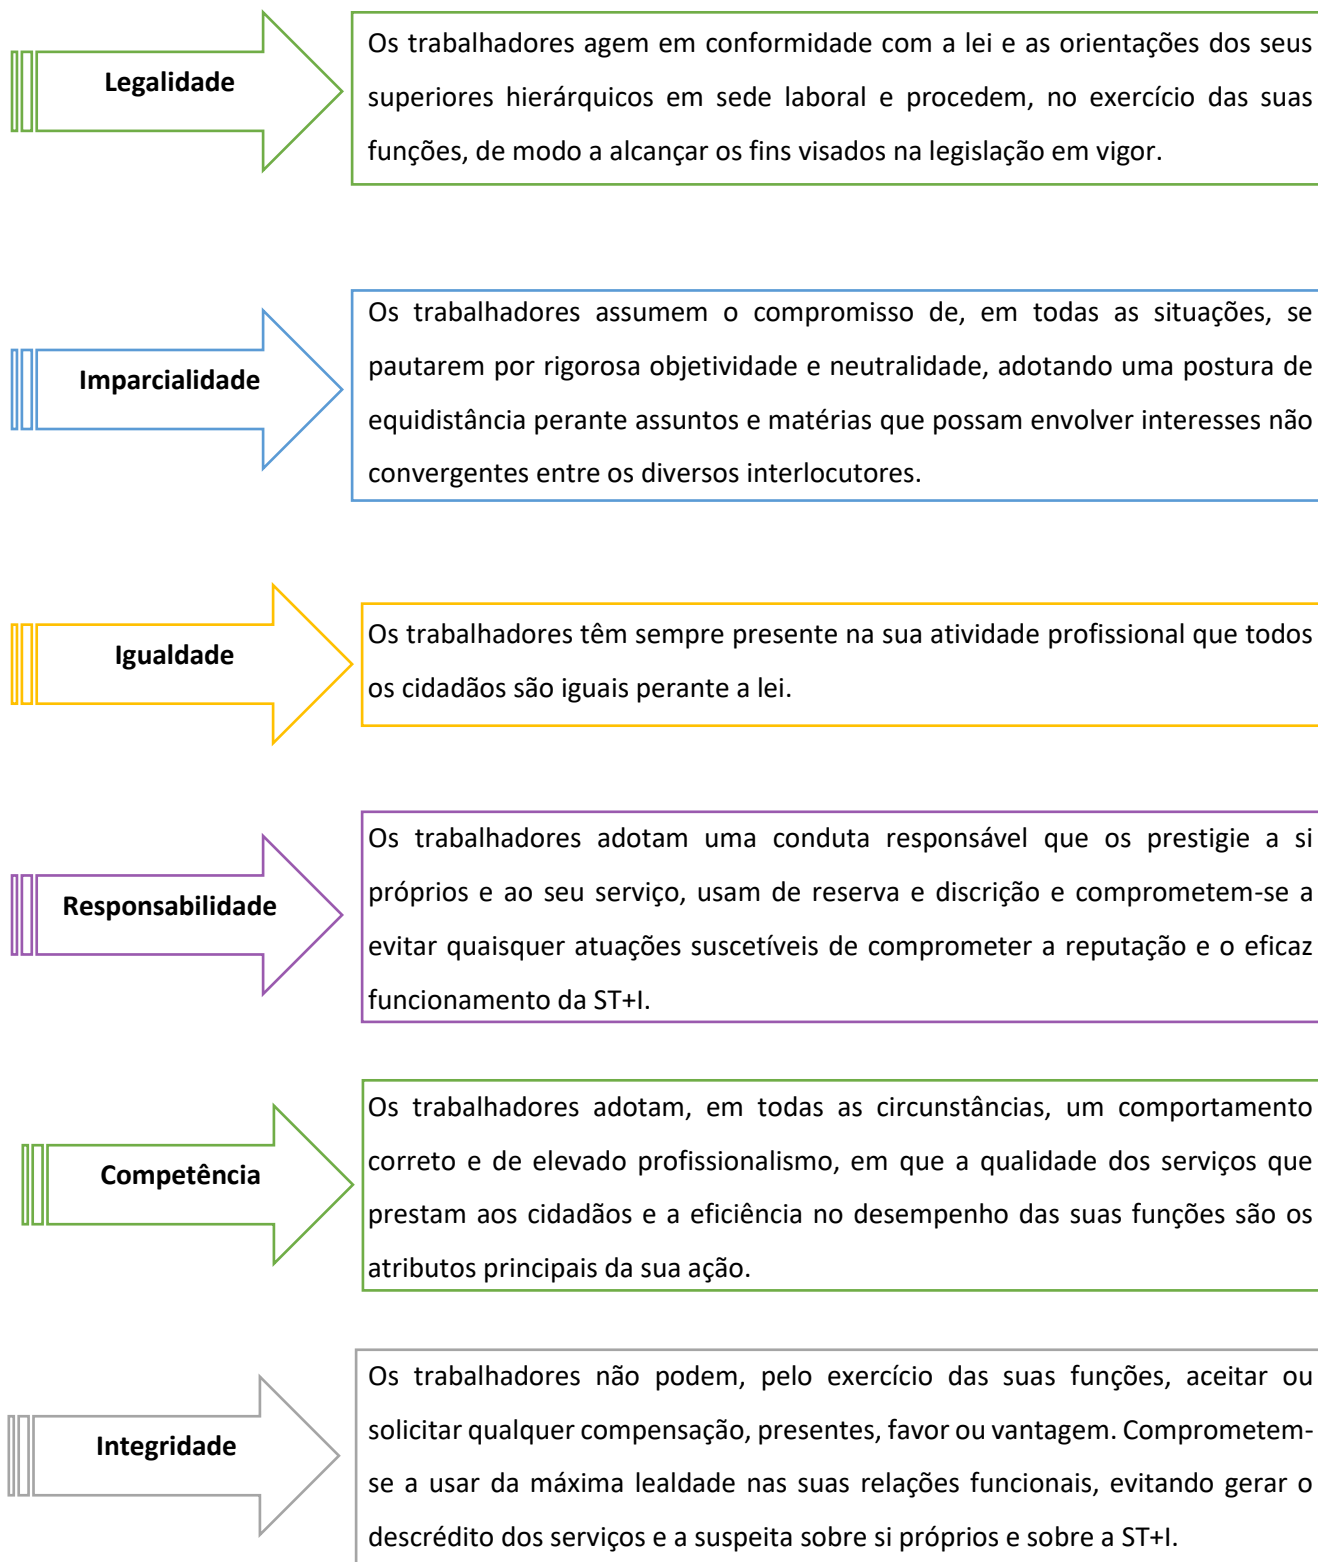 Legalidade
Os trabalhadores agem em conformidade com a lei e as orientações dos seus
superiores hierárquicos em sede laboral e procedem, no exercício das suas
funções, de modo a alcançar os fins visados na legislação em vigor.
Imparcialidade
Os trabalhadores assumem o compromisso de, em todas as situações, se
pautarem por rigorosa objetividade e neutralidade, adotando uma postura de
equidistância perante assuntos e matérias que possam envolver interesses não
convergentes entre os diversos interlocutores.
Igualdade
Os trabalhadores têm sempre presente na sua atividade profissional que todos
os cidadãos são iguais perante a lei.
Responsabilidade
Os trabalhadores adotam uma conduta responsável que os prestigie a si
próprios e ao seu serviço, usam de reserva e discrição e comprometem-se a
evitar quaisquer atuações suscetíveis de comprometer a reputação e o eficaz
funcionamento da ST+I.
Competência
Os trabalhadores adotam, em todas as circunstâncias, um comportamento
correto e de elevado profissionalismo, em que a qualidade dos serviços que
prestam aos cidadãos e a eficiência no desempenho das suas funções são os
atributos principais da sua ação.
Integridade
Os trabalhadores não podem, pelo exercício das suas funções, aceitar ou
solicitar qualquer compensação, presentes, favor ou vantagem. Comprometem-
se a usar da máxima lealdade nas suas relações funcionais, evitando gerar o
descrédito dos serviços e a suspeita sobre si próprios e sobre a ST+I.